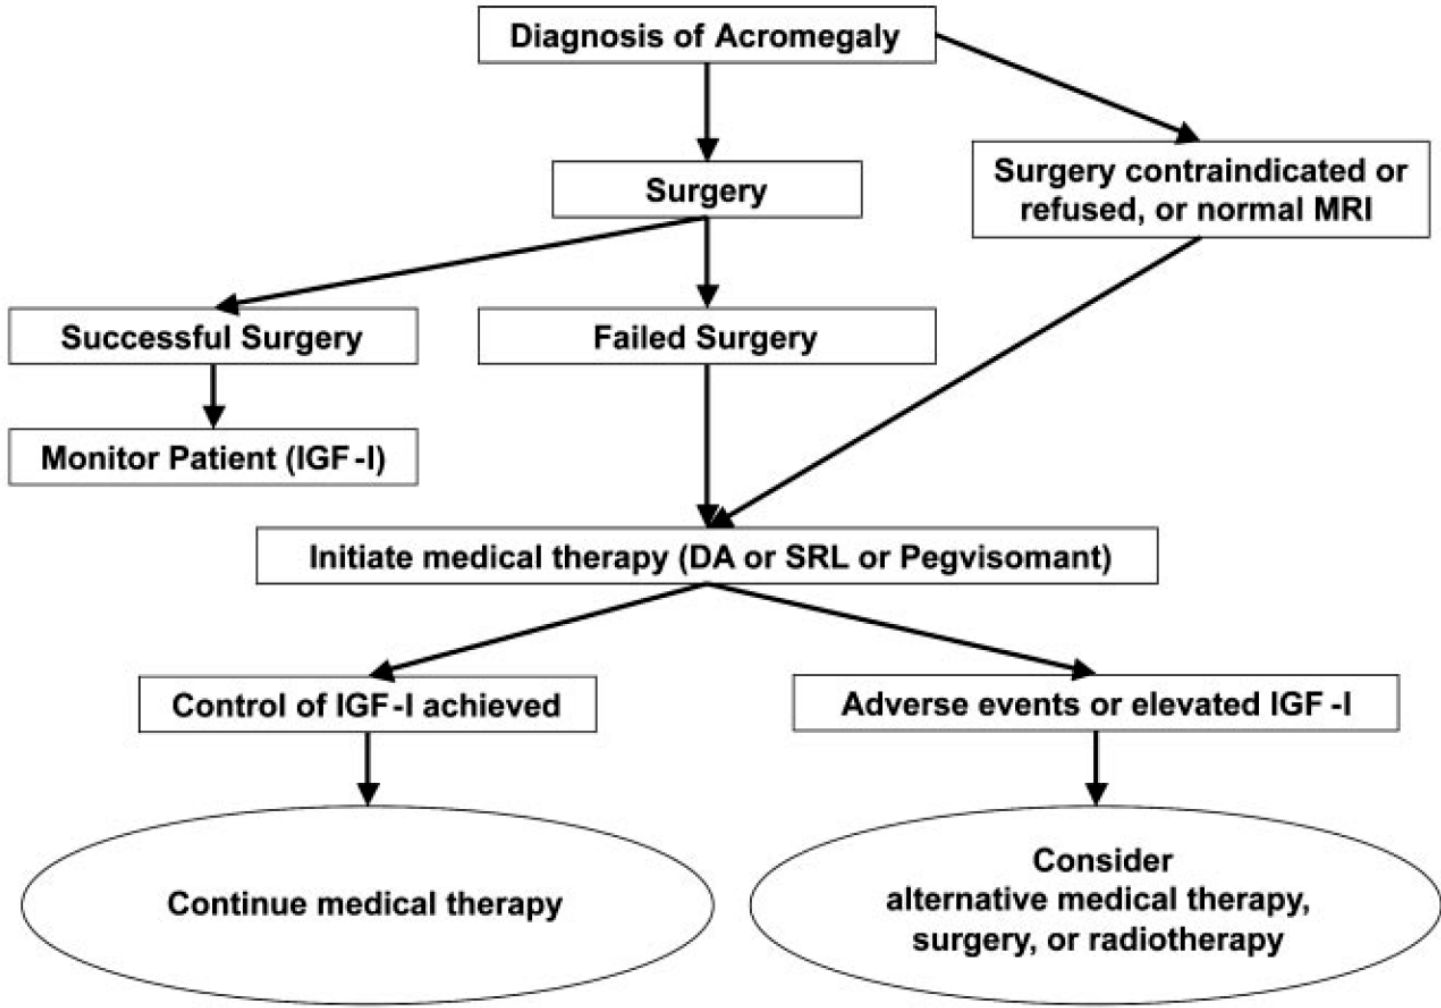 Diagnosis of Acromegaly
Surgery
Surgery contraindicated or
refused, or normal MRI
Successful Surgery
Failed Surgery
Monitor Patient (IGF-I)
Initiate medical therapy (DA or SRL or Pegvisomant)
Control of IGF-I achieved
Adverse events or elevated IGF-I
Continue medical therapy
Consider
alternative medical therapy,
surgery, or radiotherapy